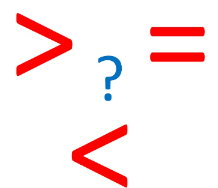 > =
?
<